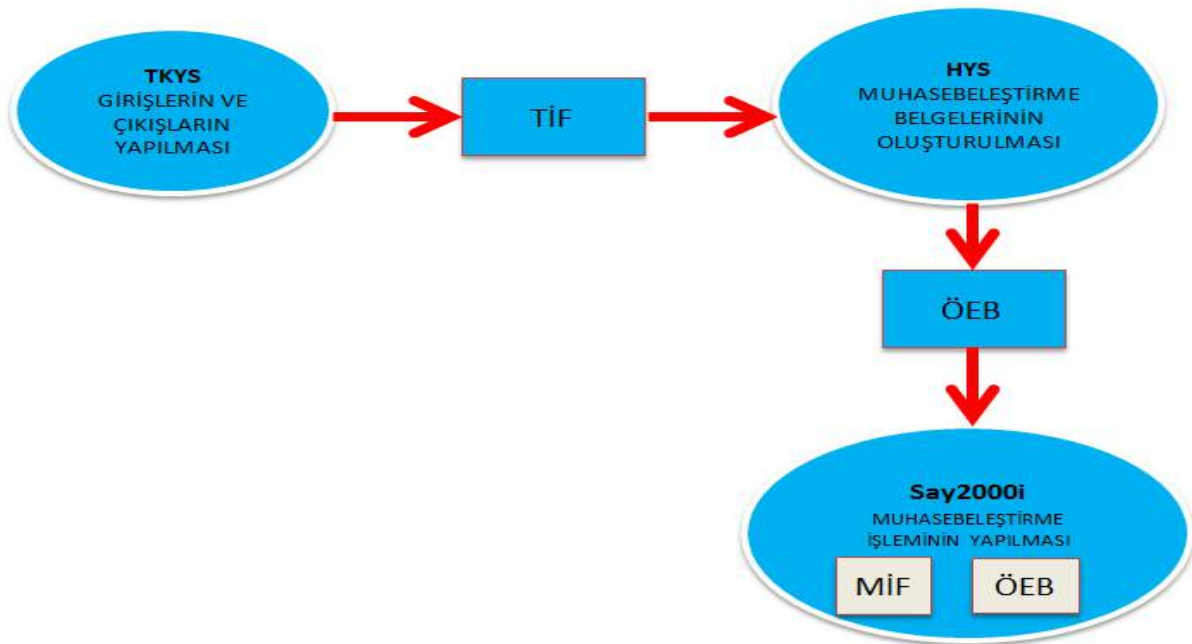 TKYS
GİRİŞLERİN VE
ÇIKIŞLARIN
YAPILMASI
TİF
HYS
MUHASEBELEŞTİRME
BELGELERİNİN
OLUŞTURULMASI
ÖEB
Say2000i
MUHASEBELEŞTİRME
İŞLEMİNİN YAPILMASI
MİF
ÖEB